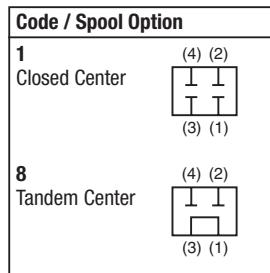 Code / Spool Option
1
Closed Center
(4) (2)
(3) (1)
8
Tandem Center
(4) (2)
(3) (1)